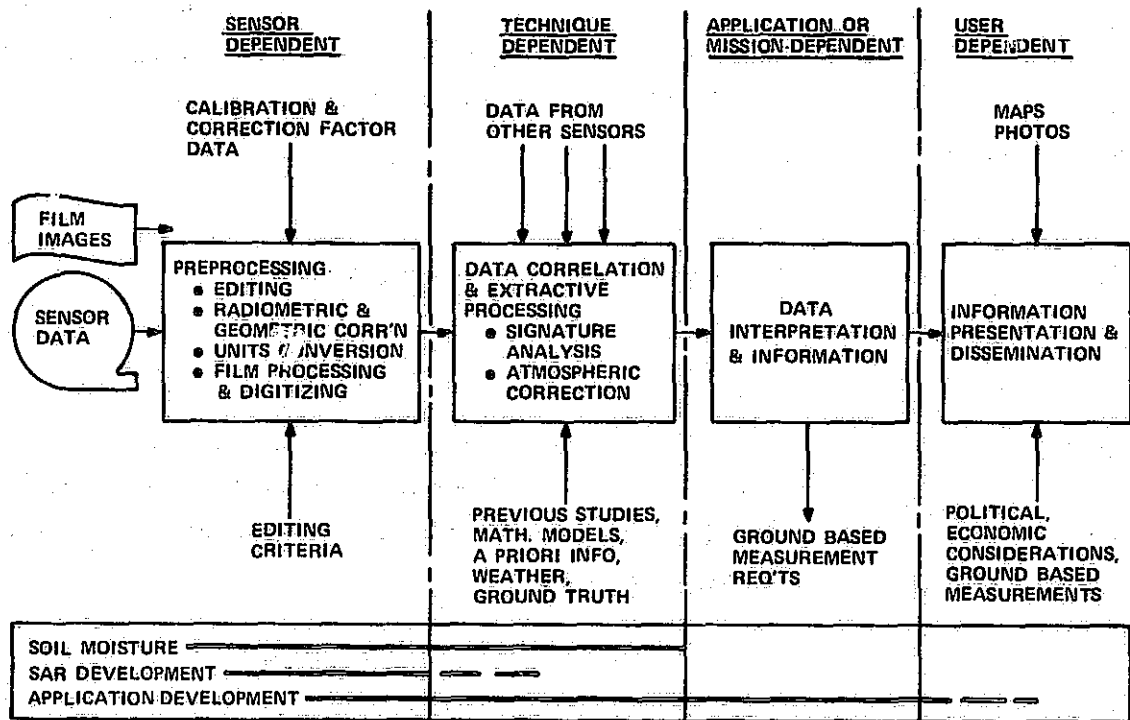 SENSOR
DEPENDENT
TECHNIQUE
DEPENDENT
APPLICATION OR
MISSION-DEPENDENT
USER
DEPENDENT
CALIBRATION &
CORRECTION FACTOR
DATA
DATA FROM
OTHER SENSORS
MAPS
PHOTOS
FILM
IMAGES
SENSOR
DATA
PREPROCESSING
● EDITING
● RADIOMETRIC &
GEOMETRIC CORR'N
● UNITS CONVERSION
● FILM PROCESSING
& DIGITIZING
DATA CORRELATION
& EXTRACTIVE
PROCESSING
● SIGNATURE
ANALYSIS
● ATMOSPHERIC
CORRECTION
DATA
INTERPRETATION
& INFORMATION
INFORMATION
PRESENTATION &
DISSEMINATION
EDITING
CRITERIA
PREVIOUS STUDIES,
MATH. MODELS,
A PRIORI INFO,
WEATHER,
GROUND TRUTH
GROUND BASED
MEASUREMENT
REQ'TS
POLITICAL,
ECONOMIC
CONSIDERATIONS,
GROUND BASED
MEASUREMENTS
SOIL MOISTURE
SAR DEVELOPMENT
APPLICATION DEVELOPMENT